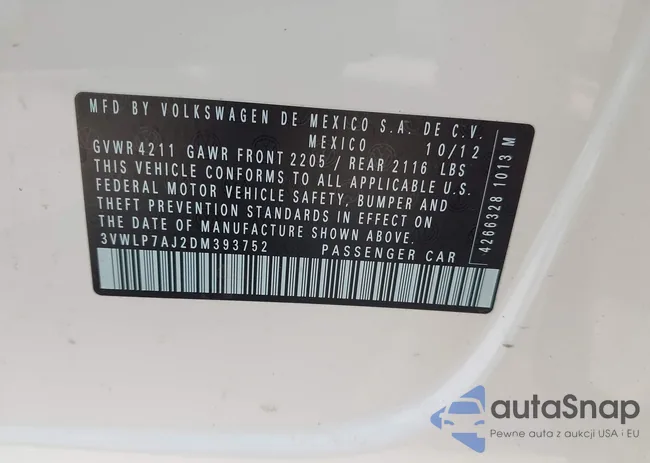 MFD BY VOLKSWAGEN DE MEXICO S.A. DE C.V.
MEXICO 10/12
GVWR4211 GAWR FRONT 2205 / REAR 2116 LBS
THIS VEHICLE CONFORMS TO ALL APPLICABLE U.S.
FEDERAL MOTOR VEHICLE SAFETY, BUMPER AND
THEFT PREVENTION STANDARDS IN EFFECT ON
THE DATE OF MANUFACTURE SHOWN ABOVE.
3VWLP7AJ2DM393752 PASSENGER CAR
4266328 1013 M
autaSnap
Pewne auta z aukcji USA i EU